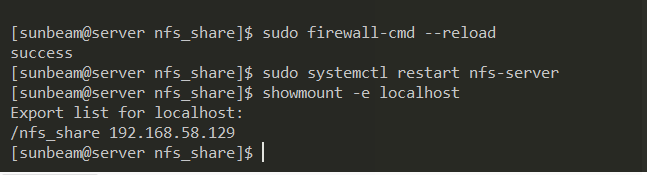 [sunbeam@server nfs_share]$ sudo firewall-cmd --reload
success
[sunbeam@server nfs_share]$ sudo systemctl restart nfs-server
[sunbeam@server nfs_share]$ showmount -e localhost
Export list for localhost:
/nfs_share 192.168.58.129
[sunbeam@server nfs_share]$